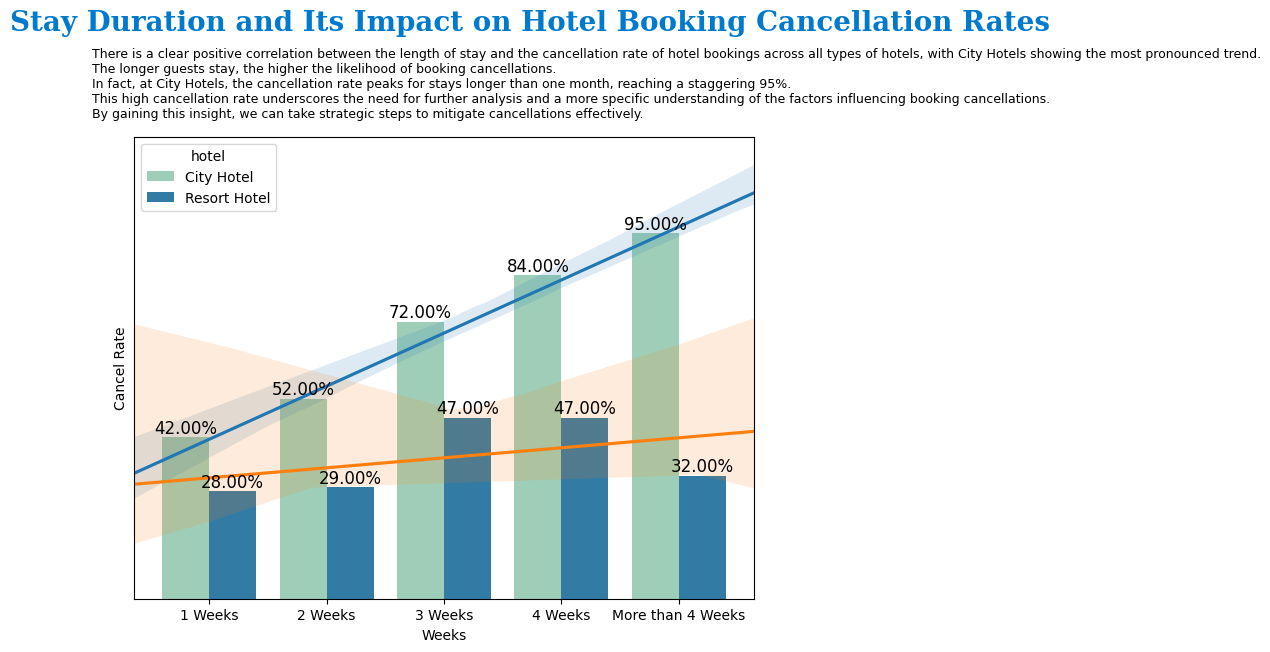 Stay Duration and Its Impact on Hotel Booking Cancellation Rates
There is a clear positive correlation between the length of stay and the cancellation rate of hotel bookings across all types of hotels, with City Hotels showing the most pronounced trend.
The longer guests stay, the higher the likelihood of booking cancellations.
In fact, at City Hotels, the cancellation rate peaks for stays longer than one month, reaching a staggering 95%.
This high cancellation rate underscores the need for further analysis and a more specific understanding of the factors influencing booking cancellations.
By gaining this insight, we can take strategic steps to mitigate cancellations effectively.
hotel
City Hotel
Resort Hotel
95.00%
84.00%
72.00%
52.00%
47.00% 47.00%
42.00%
32.00%
28.00% 29.00%
Cancel Rate
1 Weeks 2 Weeks 3 Weeks 4 Weeks More than 4 Weeks
Weeks